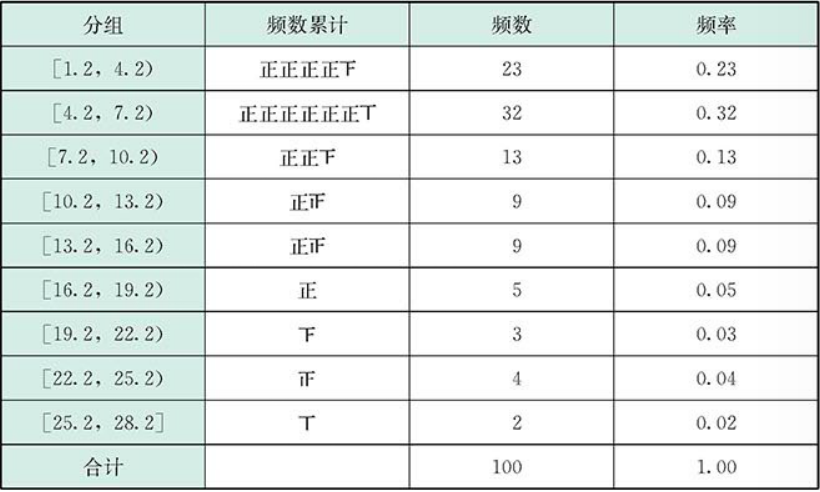 分组 频数累计 频数 频率
[1.2, 4.2) 正正正正𠄟 23 0.23
[4.2, 7.2) 正正正正正正丅 32 0.32
[7.2, 10.2) 正正𠄟 13 0.13
[10.2, 13.2) 正 9 0.09
[13.2, 16.2) 正 9 0.09
[16.2, 19.2) 正 5 0.05
[19.2, 22.2) 3 0.03
[22.2, 25.2) 4 0.04
[25.2, 28.2] 丅 2 0.02
合计 100 1.00